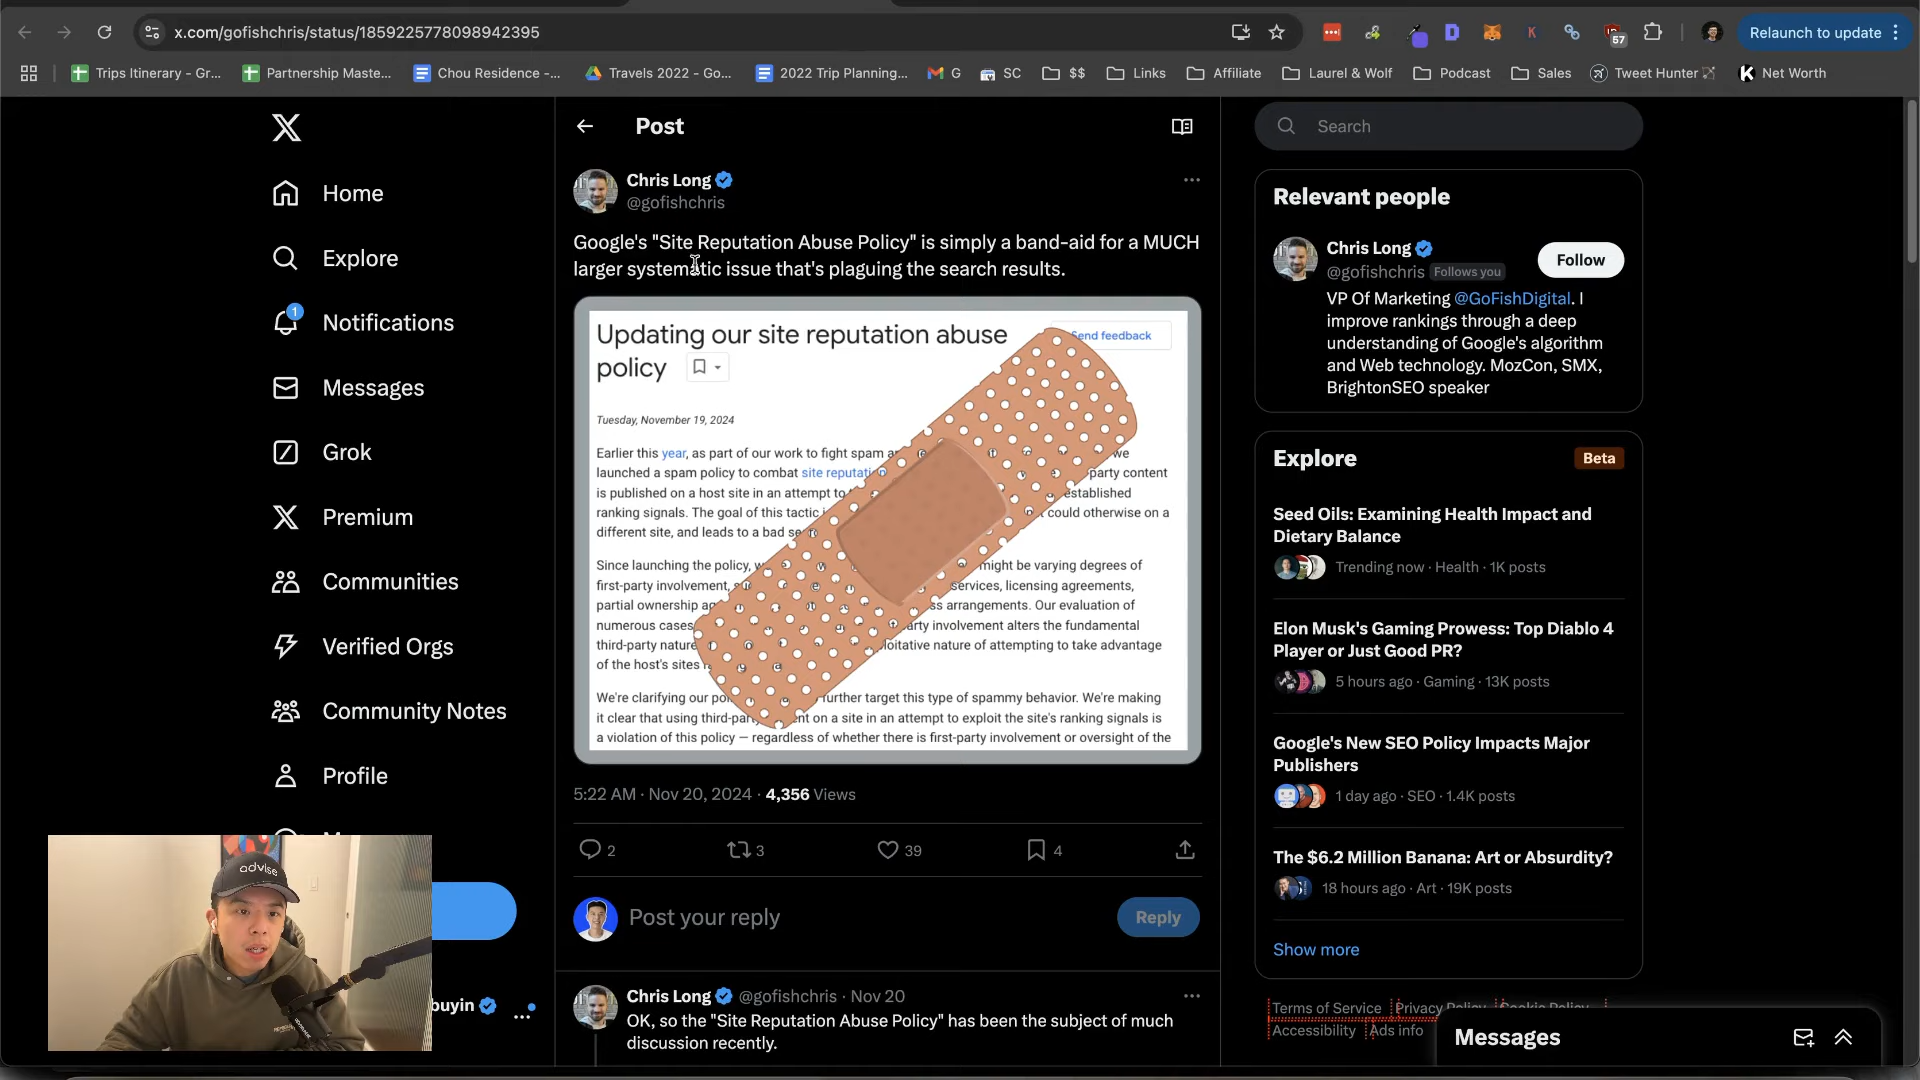 x.com/gofishchris/status/1859225778098942395
57
Relaunch to update
Trips Itinerary - Gr...
Partnership Maste...
Chou Residence -...
Travels 2022 - Go...
2022 Trip Planning...
G
SC
$$
Links
Affiliate
Laurel & Wolf
Podcast
Sales
Tweet Hunter
Net Worth
Home
Explore
1
Notifications
Messages
Grok
Premium
Communities
Verified Orgs
Community Notes
Profile
advise
buyin
Post
Chris Long
@gofishchris
Google's "Site Reputation Abuse Policy" is simply a band-aid for a MUCH
larger systematic issue that's plaguing the search results.
Updating our site reputation abuse
policy
Send feedback
Tuesday, November 19, 2024
Earlier this year, as part of our work to fight spam we
launched a spam policy to combat site party content
is published on a host site in an attempt to established
ranking signals. The goal of this tactic could otherwise on a
different site, and leads to a bad
Since launching the policy, might be varying degrees of
first-party involvement, services, licensing agreements,
partial ownership arrangements. Our evaluation of
numerous cases party involvement alters the fundamental
third-party nature exploitative nature of attempting to take advantage
of the host's sites
We're clarifying our further target this type of spammy behavior. We're making
it clear that using third-party on a site in an attempt to exploit the site's ranking signals is
a violation of this policy — regardless of whether there is first-party involvement or oversight of the
5:22 AM · Nov 20, 2024 · 4,356 Views
2
3
39
4
Post your reply
Reply
Chris Long @gofishchris · Nov 20
OK, so the "Site Reputation Abuse Policy" has been the subject of much
discussion recently.
Search
Relevant people
Chris Long
@gofishchris Follows you
Follow
VP Of Marketing @GoFishDigital. I
improve rankings through a deep
understanding of Google's algorithm
and Web technology. MozCon, SMX,
BrightonSEO speaker
Explore
Beta
Seed Oils: Examining Health Impact and
Dietary Balance
Trending now · Health · 1K posts
Elon Musk's Gaming Prowess: Top Diablo 4
Player or Just Good PR?
5 hours ago · Gaming · 13K posts
Google's New SEO Policy Impacts Major
Publishers
1 day ago · SEO · 1.4K posts
The $6.2 Million Banana: Art or Absurdity?
18 hours ago · Art · 19K posts
Show more
Terms of Service Privacy Policy Cookie Policy
Accessibility Ads info
Messages